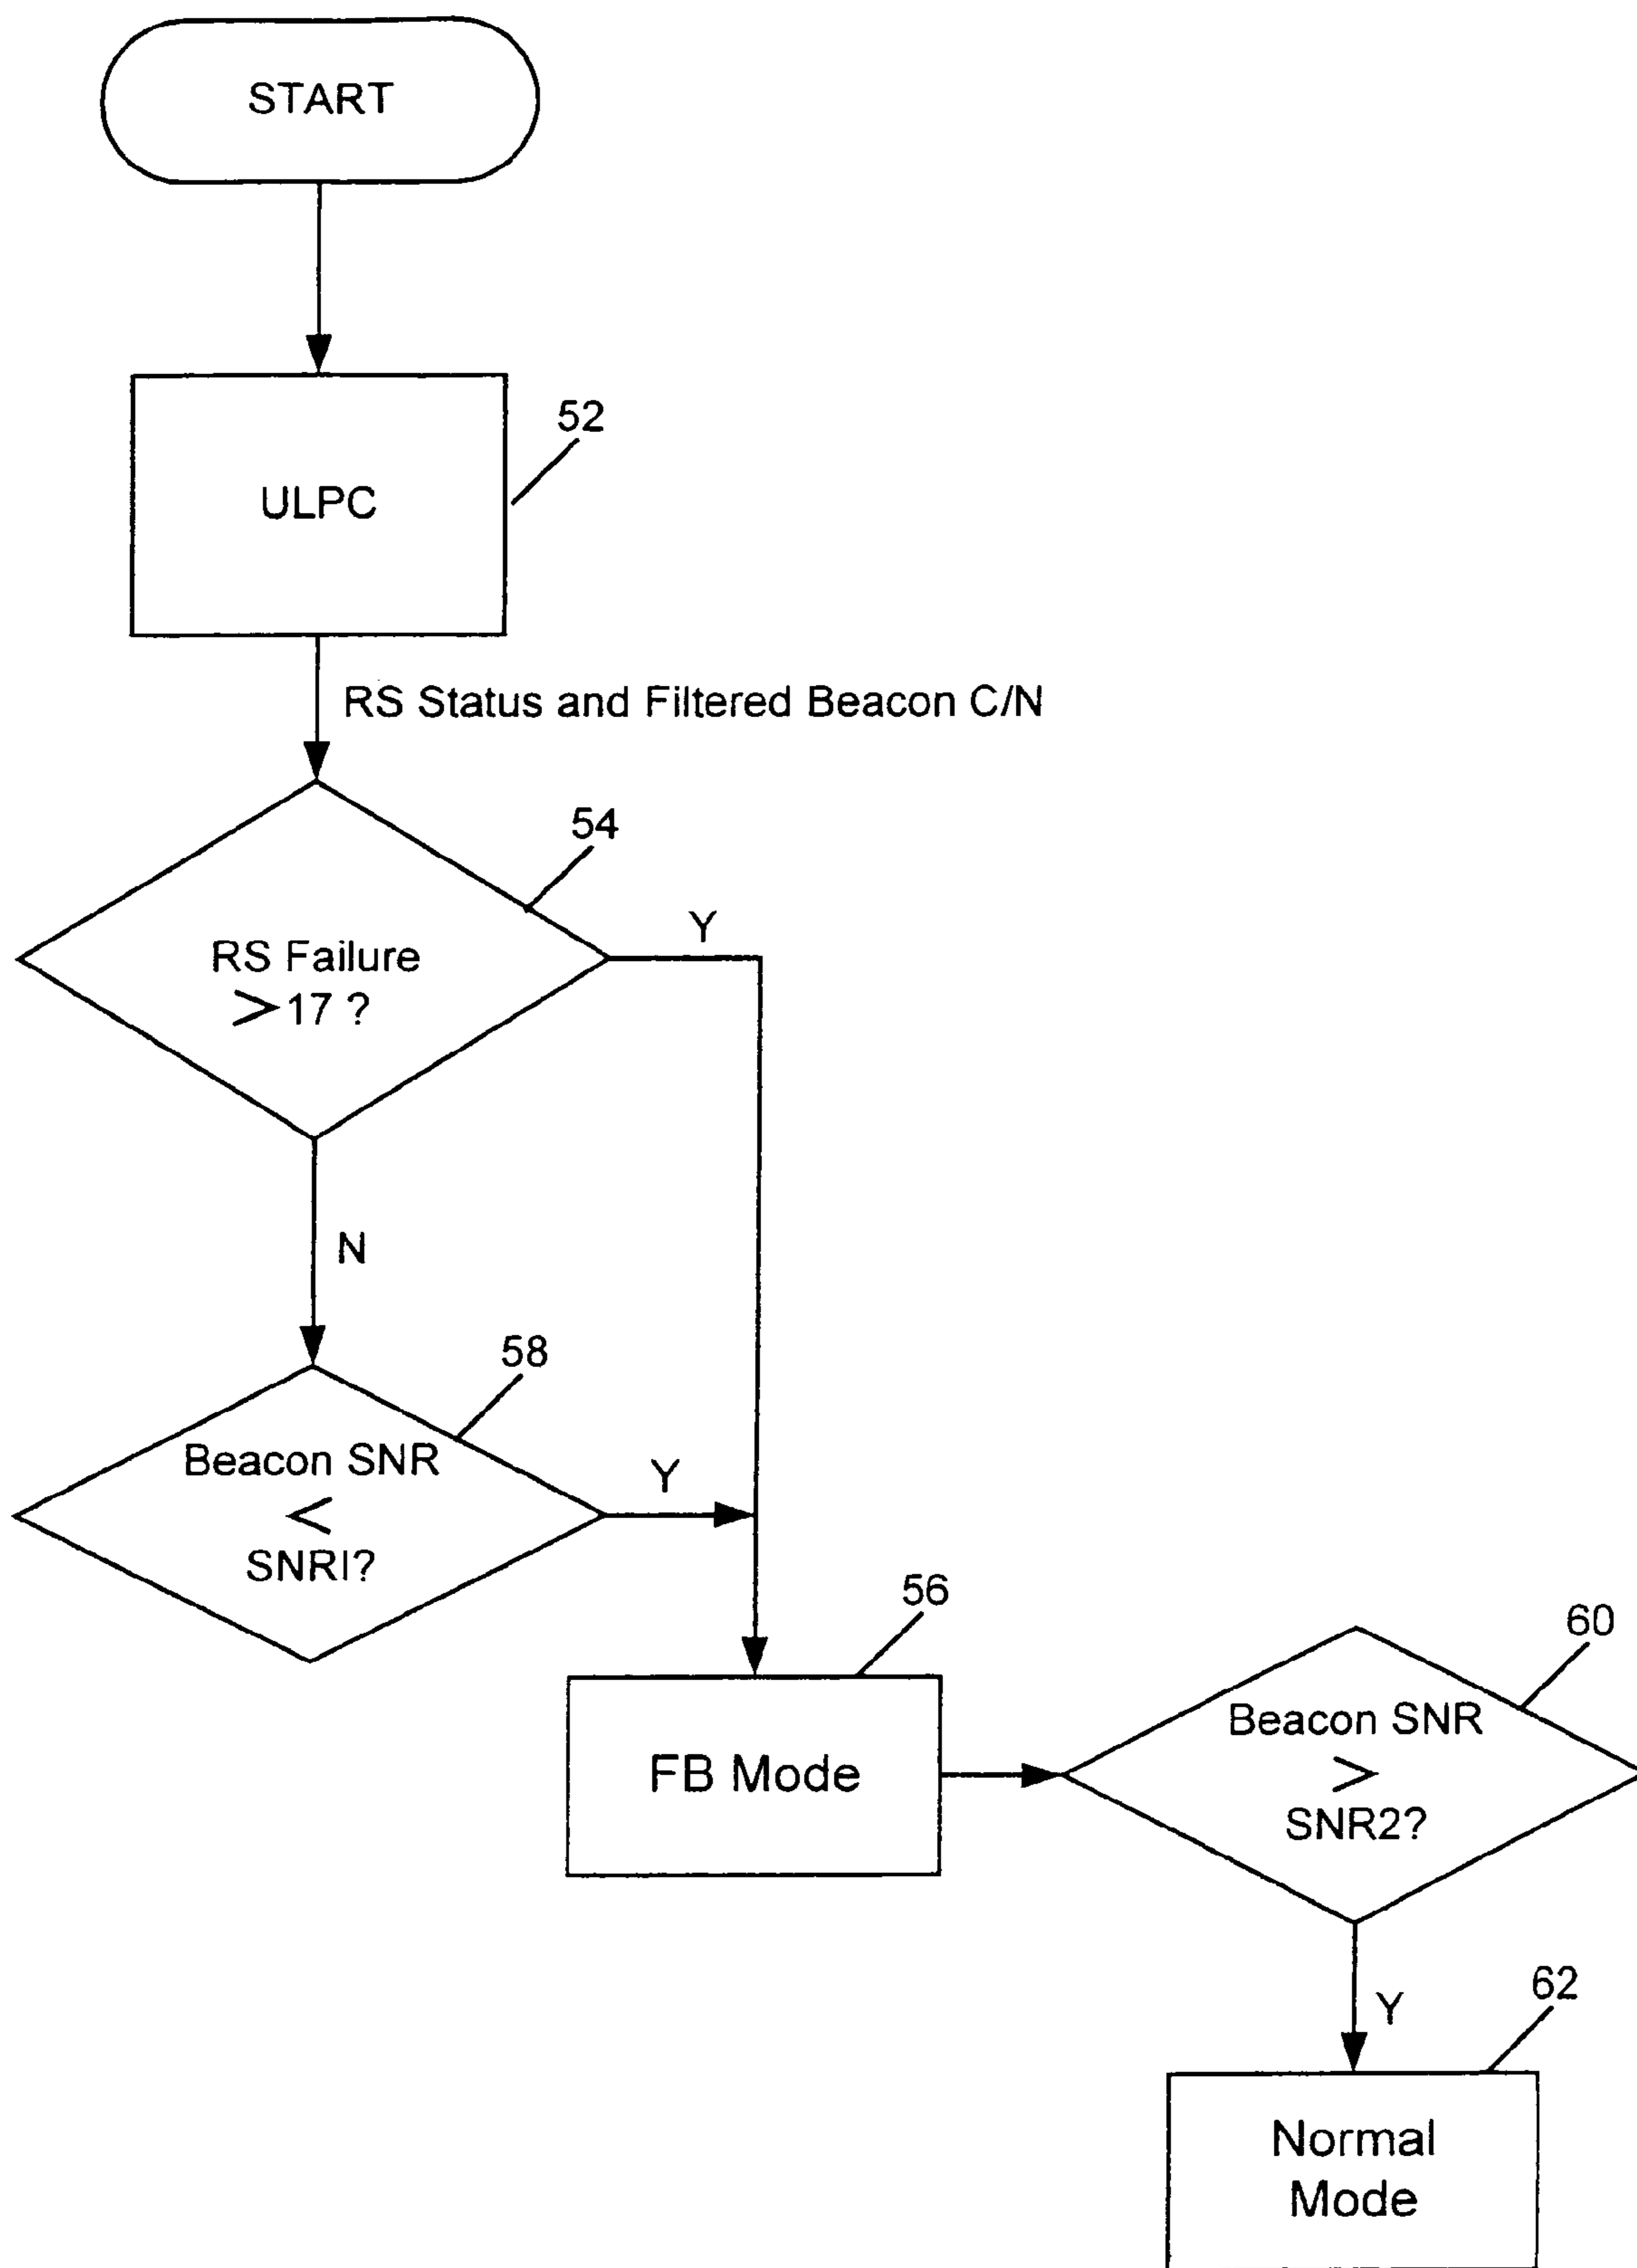 START
52
ULPC
RS Status and Filtered Beacon C/N
54
Y
RS Failure
>17 ?
N
58
Beacon SNR
<
SNRI?
Y
56
FB Mode
60
Beacon SNR
>
SNR2?
Y
62
Normal
Mode